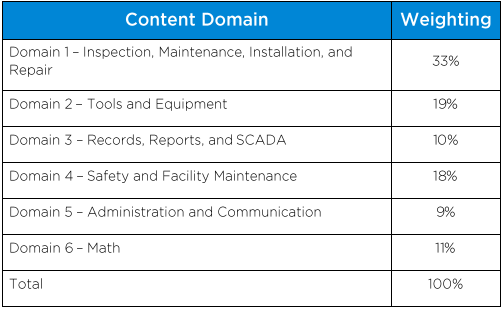 Content Domain Weighting
Domain 1 – Inspection, Maintenance, Installation, and
Repair
33%
Domain 2 – Tools and Equipment 19%
Domain 3 – Records, Reports, and SCADA 10%
Domain 4 – Safety and Facility Maintenance 18%
Domain 5 – Administration and Communication 9%
Domain 6 – Math 11%
Total 100%